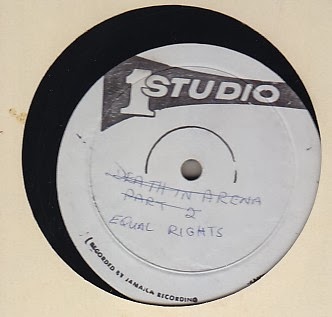 1 STUDIO
DEATH IN ARENA
PART 2
EQUAL RIGHTS
RECORDED BY JAMAICA RECORDING